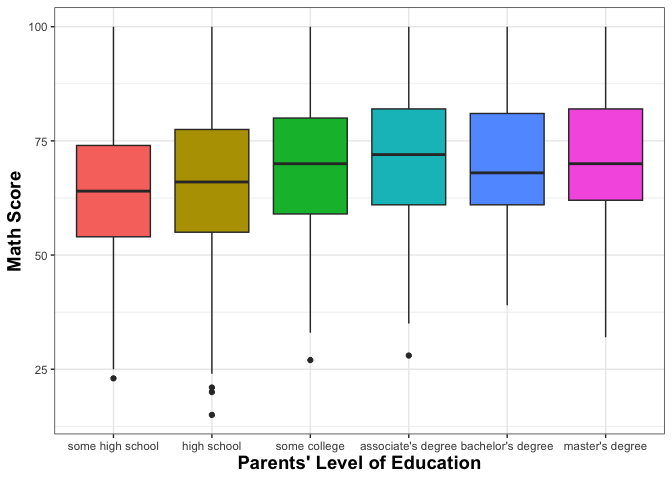 100
75
50
25
Math Score
some high school high school some college associate's degree bachelor's degree master's degree
Parents' Level of Education